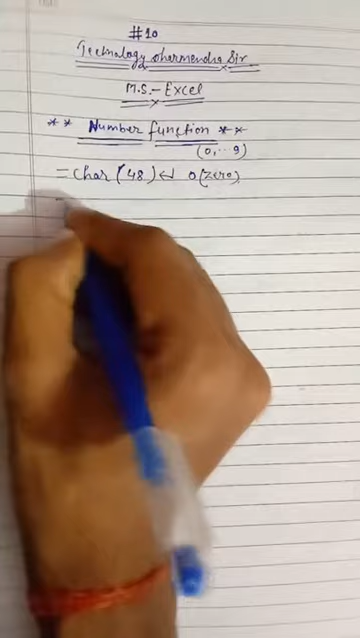 #10
Technology dharmendra Sir
M.S.-Excel
** Number function **
(0,..9)
=Char(48)↵ 0(Zero)